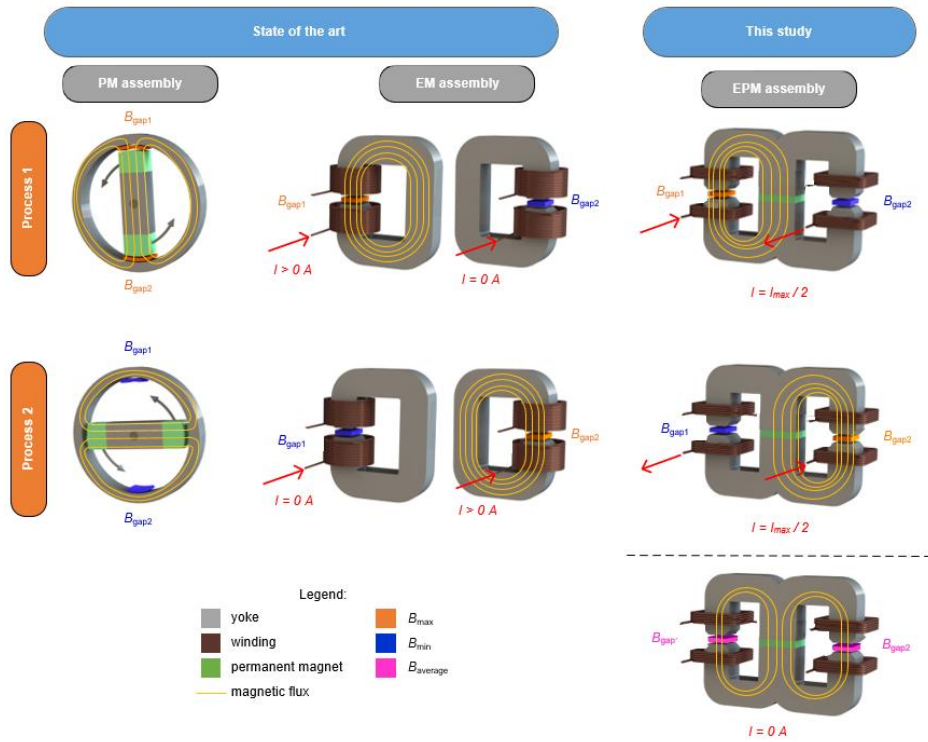 State of the art
This study
PM assembly
EM assembly
EPM assembly
Process 1
Bgap1
Bgap2
Bgap1
I > 0 A
Bgap2
I = 0 A
Bgap1
Bgap2
I = Imax / 2
Process 2
Bgap1
Bgap2
Bgap1
I = 0 A
Bgap2
I > 0 A
Bgap1
Bgap2
I = Imax / 2
Legend:
yoke
winding
permanent magnet
magnetic flux
Bmax
Bmin
Baverage
Bgap'
Bgap2
I = 0 A